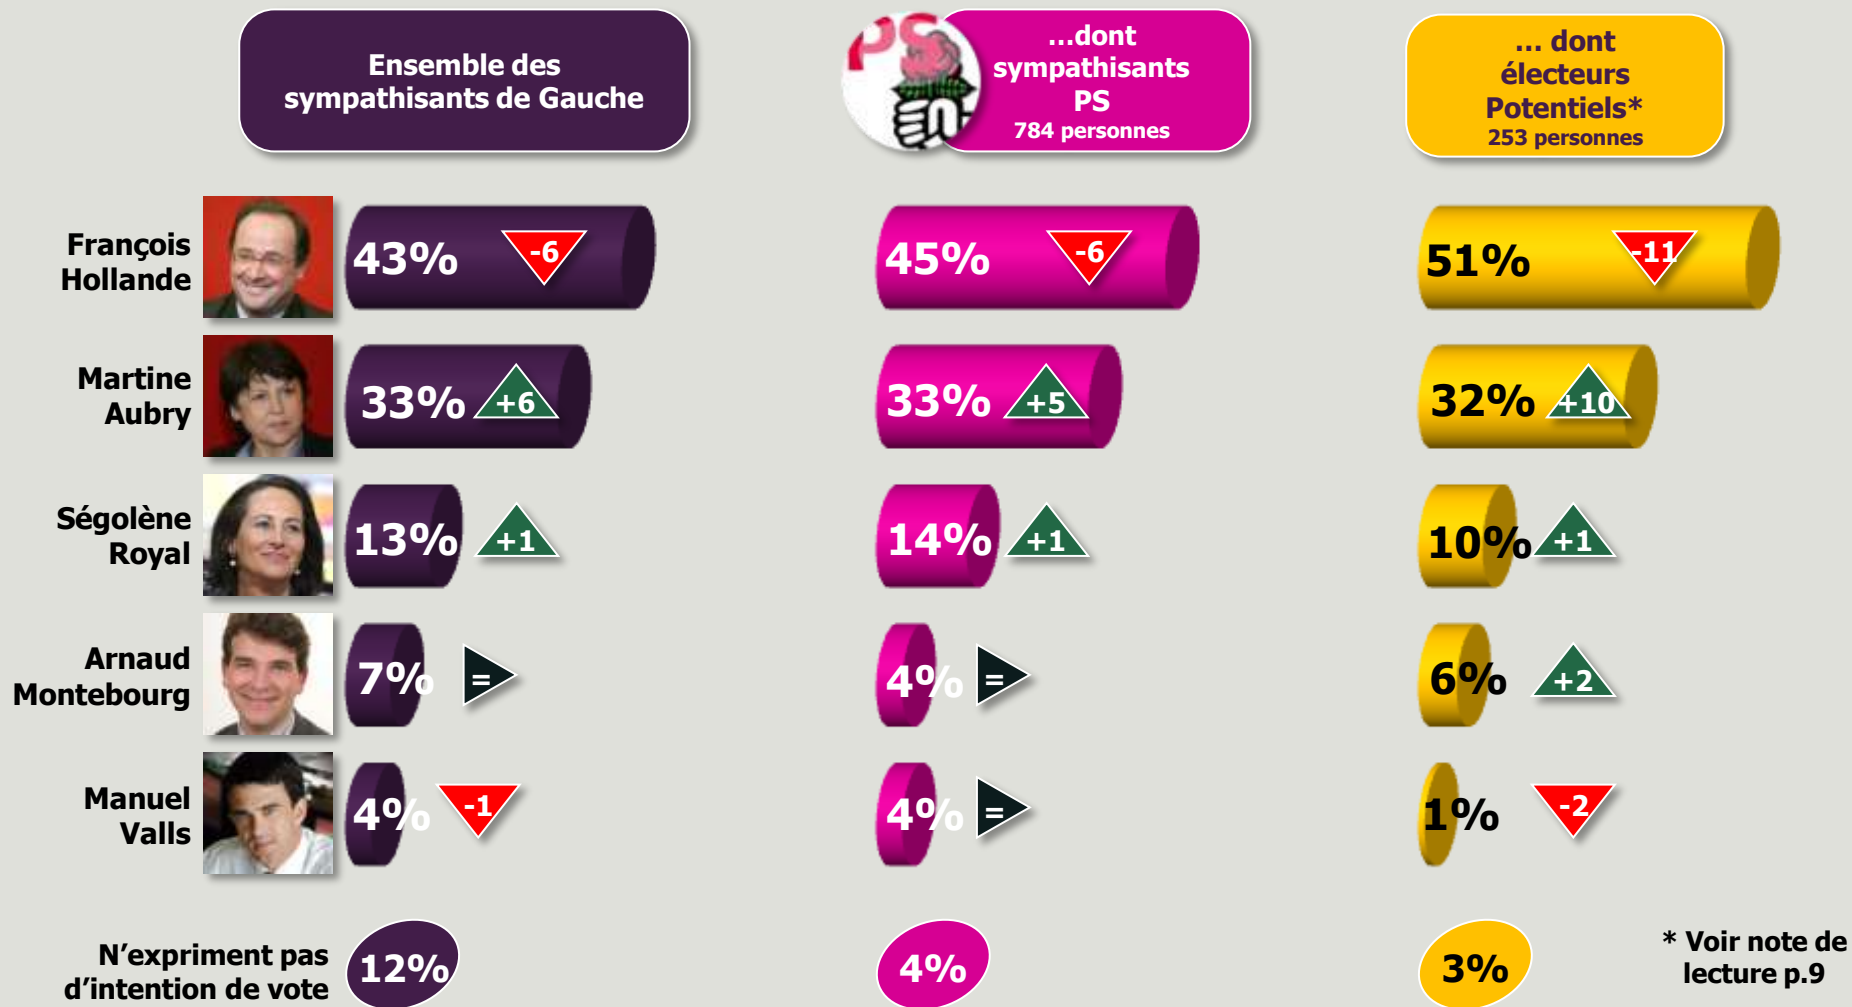 Ensemble des
sympathisants de Gauche
PS
...dont
sympathisants
PS
784 personnes
... dont
électeurs
Potentiels*
253 personnes
François
Hollande
43%
-6
45%
-6
51%
-11
Martine
Aubry
33%
+6
33%
+5
32%
+10
Ségolène
Royal
13%
+1
14%
+1
10%
+1
Arnaud
Montebourg
7%
=
4%
=
6%
+2
Manuel
Valls
4%
-1
4%
=
1%
-2
N’expriment pas
d’intention de vote
12%
4%
3%
* Voir note de
lecture p.9